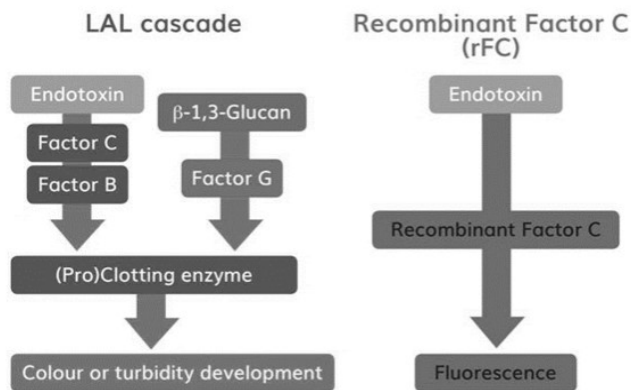 LAL cascade
Endotoxin
Factor C
Factor B
β-1,3-Glucan
Factor G
(Pro)Clotting enzyme
Colour or turbidity development
Recombinant Factor C
(rFC)
Endotoxin
Recombinant Factor C
Fluorescence